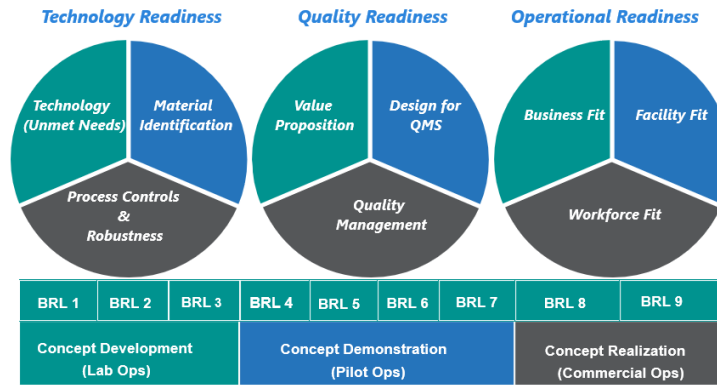 Technology Readiness
Quality Readiness
Operational Readiness
Technology
(Unmet Needs)
Material
Identification
Process Controls
&
Robustness
Value
Proposition
Design for
QMS
Quality
Management
Business Fit
Facility Fit
Workforce Fit
BRL 1
BRL 2
BRL 3
BRL 4
BRL 5
BRL 6
BRL 7
BRL 8
BRL 9
Concept Development
(Lab Ops)
Concept Demonstration
(Pilot Ops)
Concept Realization
(Commercial Ops)